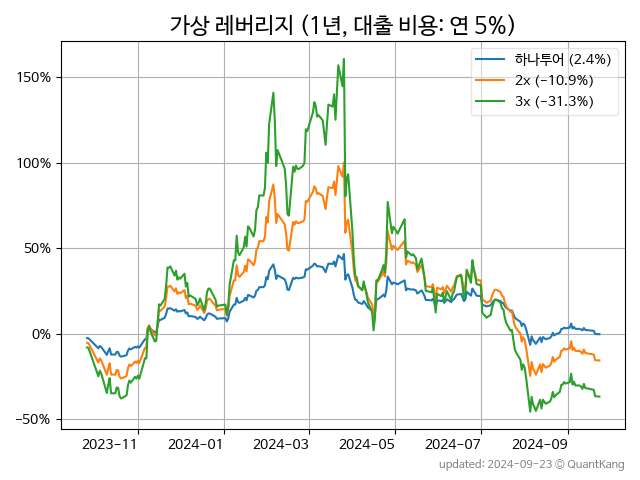 가상 레버리지 (1년, 대출 비용: 연 5%)
하나투어 (2.4%)
2x (−10.9%)
3x (−31.3%)
150%
100%
50%
0%
−50%
2023−11 2024−01 2024−03 2024−05 2024−07 2024−09
updated: 2024-09-23 © QuantKang